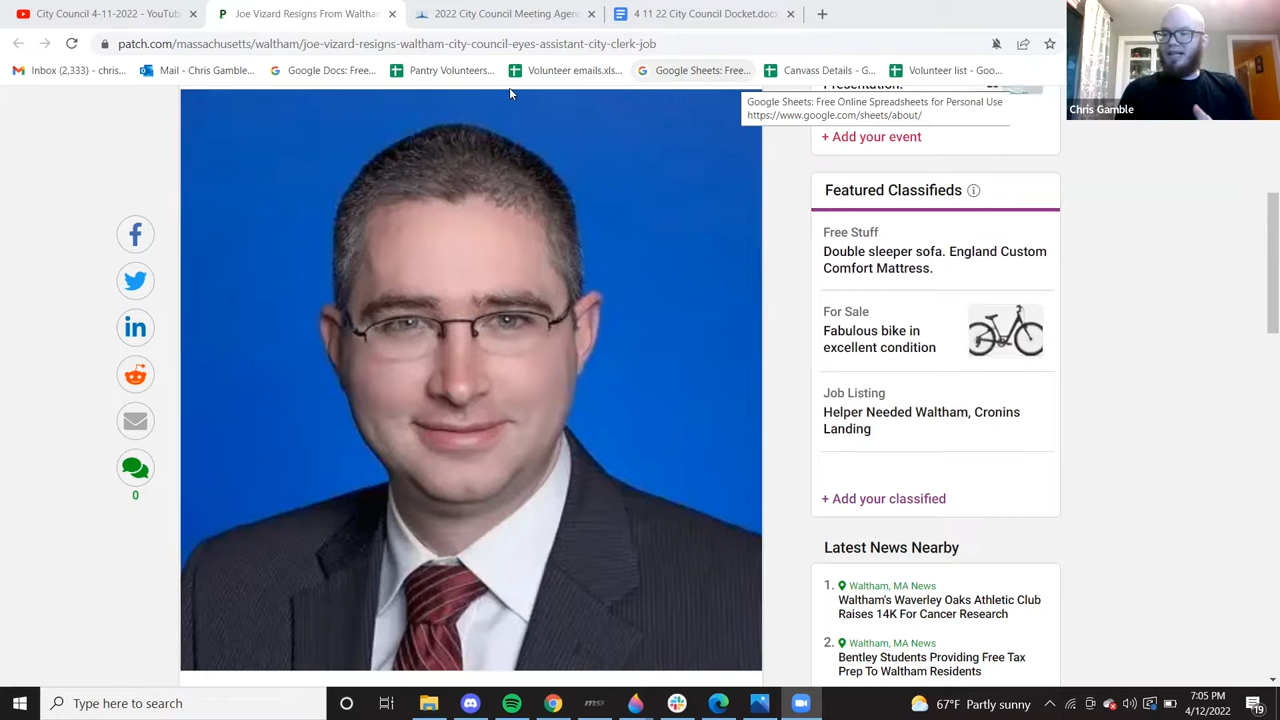 City Council 4-11-2022 - YouTub
Joe Vizard Resigns From Waltham
2022 City Council Meeting Agen
4 11 22 City Council Docket.docx
patch.com/massachusetts/waltham/joe-vizard-resigns-waltham-city-council-eyes-assistant-city-clerk-job
Inbox (2,333) - chris...
Mail - Chris Gamble...
Google Docs: Free...
Pantry Volunteers...
Volunteer emails.xls...
Google Sheets: Free...
Canvass Details - G...
Volunteer list - Goo...
Chris Gamble
Presentation:
Google Sheets: Free Online Spreadsheets for Personal Use
https://www.google.com/sheets/about/
+ Add your event
Featured Classifieds
Free Stuff
Double sleeper sofa. England Custom
Comfort Mattress.
For Sale
Fabulous bike in
excellent condition
Job Listing
Helper Needed Waltham, Cronins
Landing
+ Add your classified
0
Latest News Nearby
1. Waltham, MA News
Waltham's Waverley Oaks Athletic Club
Raises 14K For Cancer Research
2. Waltham, MA News
Bentley Students Providing Free Tax
Prep To Waltham Residents
Type here to search
msi
67°F Partly sunny
7:05 PM
4/12/2022
19